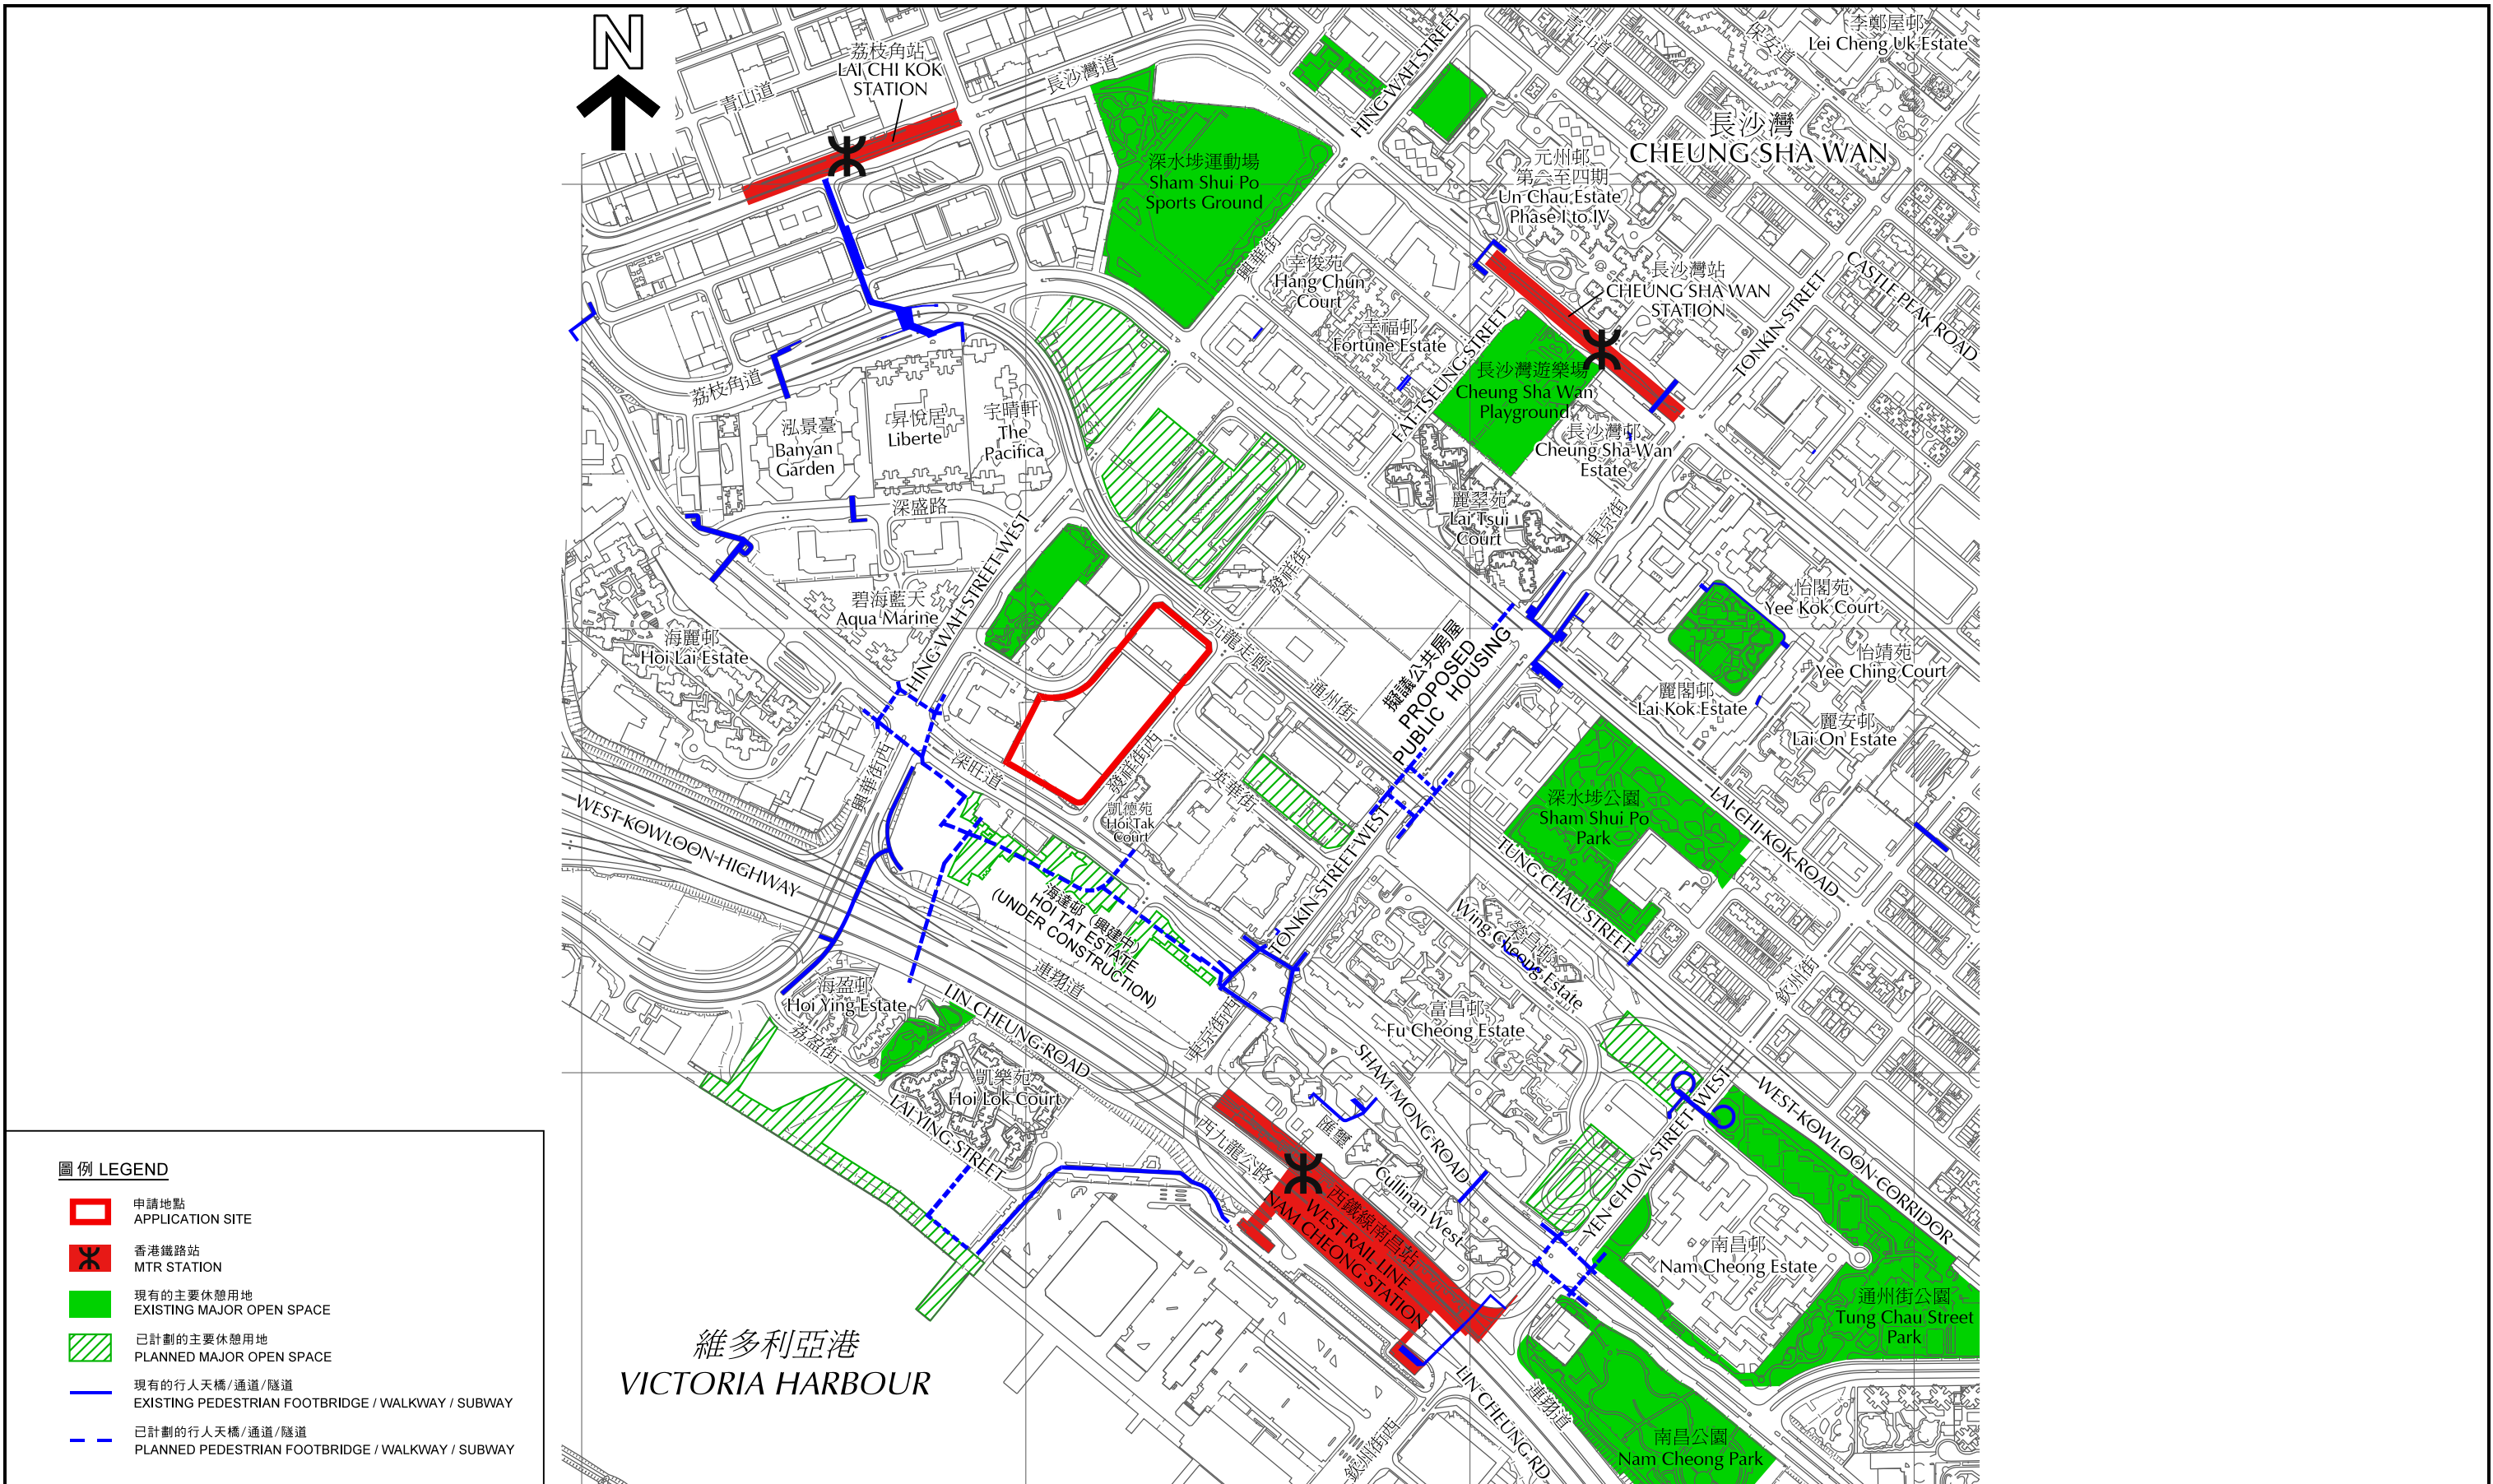 N
荔枝角站
LAI CHI KOK
STATION
青山道
長沙灣道
HING WAH STREET
青山道
保安道
李鄭屋邨
Lei Cheng Uk Estate
長沙灣
CHEUNG SHA WAN
深水埗運動場
Sham Shui Po
Sports Ground
元州邨
第一至四期
Un Chau Estate
Phase I to IV
興華街
幸俊苑
Hang Chun
Court
長沙灣站
CHEUNG SHA WAN
STATION
CASTLE PEAK ROAD
TONKIN STREET
幸福邨
Fortune Estate
FAT TSEUNG STREET
長沙灣遊樂場
Cheung Sha Wan
Playground
荔枝角道
泓景臺
Banyan
Garden
昇悅居
Liberte
宇晴軒
The
Pacifica
長沙灣邨
Cheung Sha Wan
Estate
深盛路
麗翠苑
Lai Tsui
Court
東京街
HING WAH STREET WEST
碧海藍天
Aqua Marine
發祥街
怡閣苑
Yee Kok Court
海麗邨
Hoi Lai Estate
西九龍走廊
擬議公共房屋
PROPOSED
PUBLIC HOUSING
怡靖苑
Yee Ching Court
通州街
麗閣邨
Lai Kok Estate
麗安邨
Lai On Estate
深旺道
發祥街西
興華街西
英華街
凱德苑
Hoi Tak
Court
深水埗公園
Sham Shui Po
Park
LAI CHI KOK ROAD
WEST KOWLOON HIGHWAY
TONKIN STREET WEST
TUNG CHAU STREET
海達邨 (興建中)
HOI TAT ESTATE
(UNDER CONSTRUCTION)
榮昌邨
Wing Cheong Estate
連翔道
海盈邨
Hoi Ying Estate
LIN CHEUNG ROAD
東京街西
富昌邨
Fu Cheong Estate
欽州街
荔盈街
凱樂苑
Hoi Lok Court
LAI YING STREET
SHAM MONG ROAD
西九龍公路
匯璽
Cullinan West
YEN CHOW STREET WEST
WEST KOWLOON CORRIDOR
西鐵線南昌站
WEST RAIL LINE
NAM CHEONG STATION
南昌邨
Nam Cheong Estate
通州街公園
Tung Chau Street
Park
維多利亞港
VICTORIA HARBOUR
LIN CHEUNG RD
連翔道
欽州街西
南昌公園
Nam Cheong Park
圖例 LEGEND
申請地點
APPLICATION SITE
香港鐵路站
MTR STATION
現有的主要休憩用地
EXISTING MAJOR OPEN SPACE
已計劃的主要休憩用地
PLANNED MAJOR OPEN SPACE
現有的行人天橋/通道/隧道
EXISTING PEDESTRIAN FOOTBRIDGE / WALKWAY / SUBWAY
已計劃的行人天橋/通道/隧道
PLANNED PEDESTRIAN FOOTBRIDGE / WALKWAY / SUBWAY